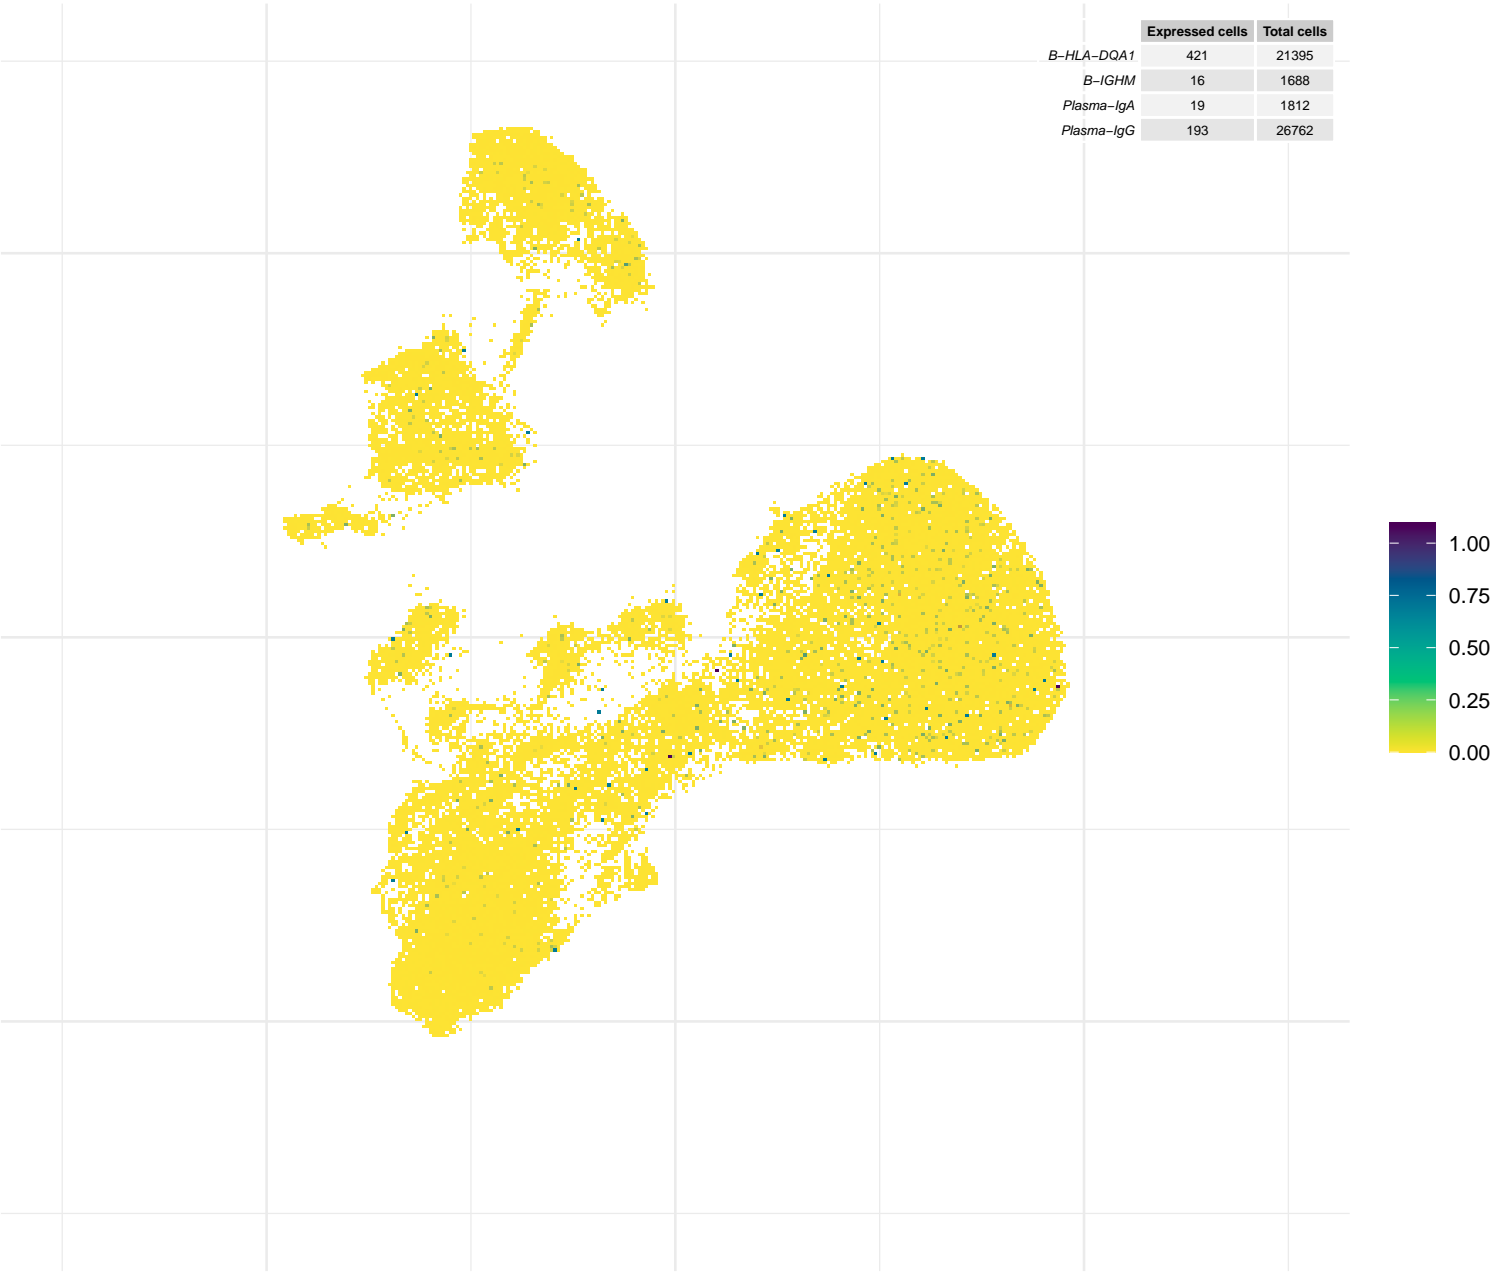 Expressed cells Total cells
B−HLA−DQA1 421 21395
B−IGHM 16 1688
Plasma−IgA 19 1812
Plasma−IgG 193 26762
1.00
0.75
0.50
0.25
0.00